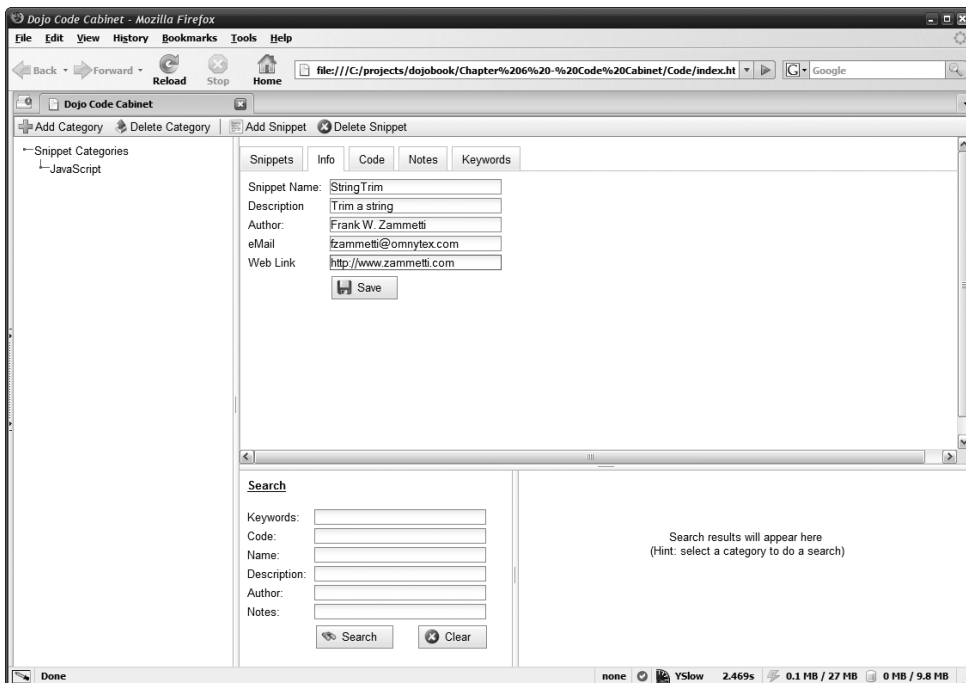 Dojo Code Cabinet - Mozilla Firefox
File Edit View History Bookmarks Tools Help
Back Forward Reload Stop Home file:///C:/projects/dojobook/Chapter%206%20-%20Code%20Cabinet/Code/index.ht G Google
Dojo Code Cabinet
Add Category Delete Category Add Snippet Delete Snippet
Snippet Categories
JavaScript
Snippets Info Code Notes Keywords
Snippet Name: StringTrim
Description Trim a string
Author: Frank W. Zammetti
eMail fzammetti@omnytex.com
Web Link http://www.zammetti.com
Save
Search
Keywords:
Code:
Name:
Description:
Author:
Notes:
Search Clear
Search results will appear here
(Hint: select a category to do a search)
Done none YSlow 2.469s 0.1 MB / 27 MB 0 MB / 9.8 MB